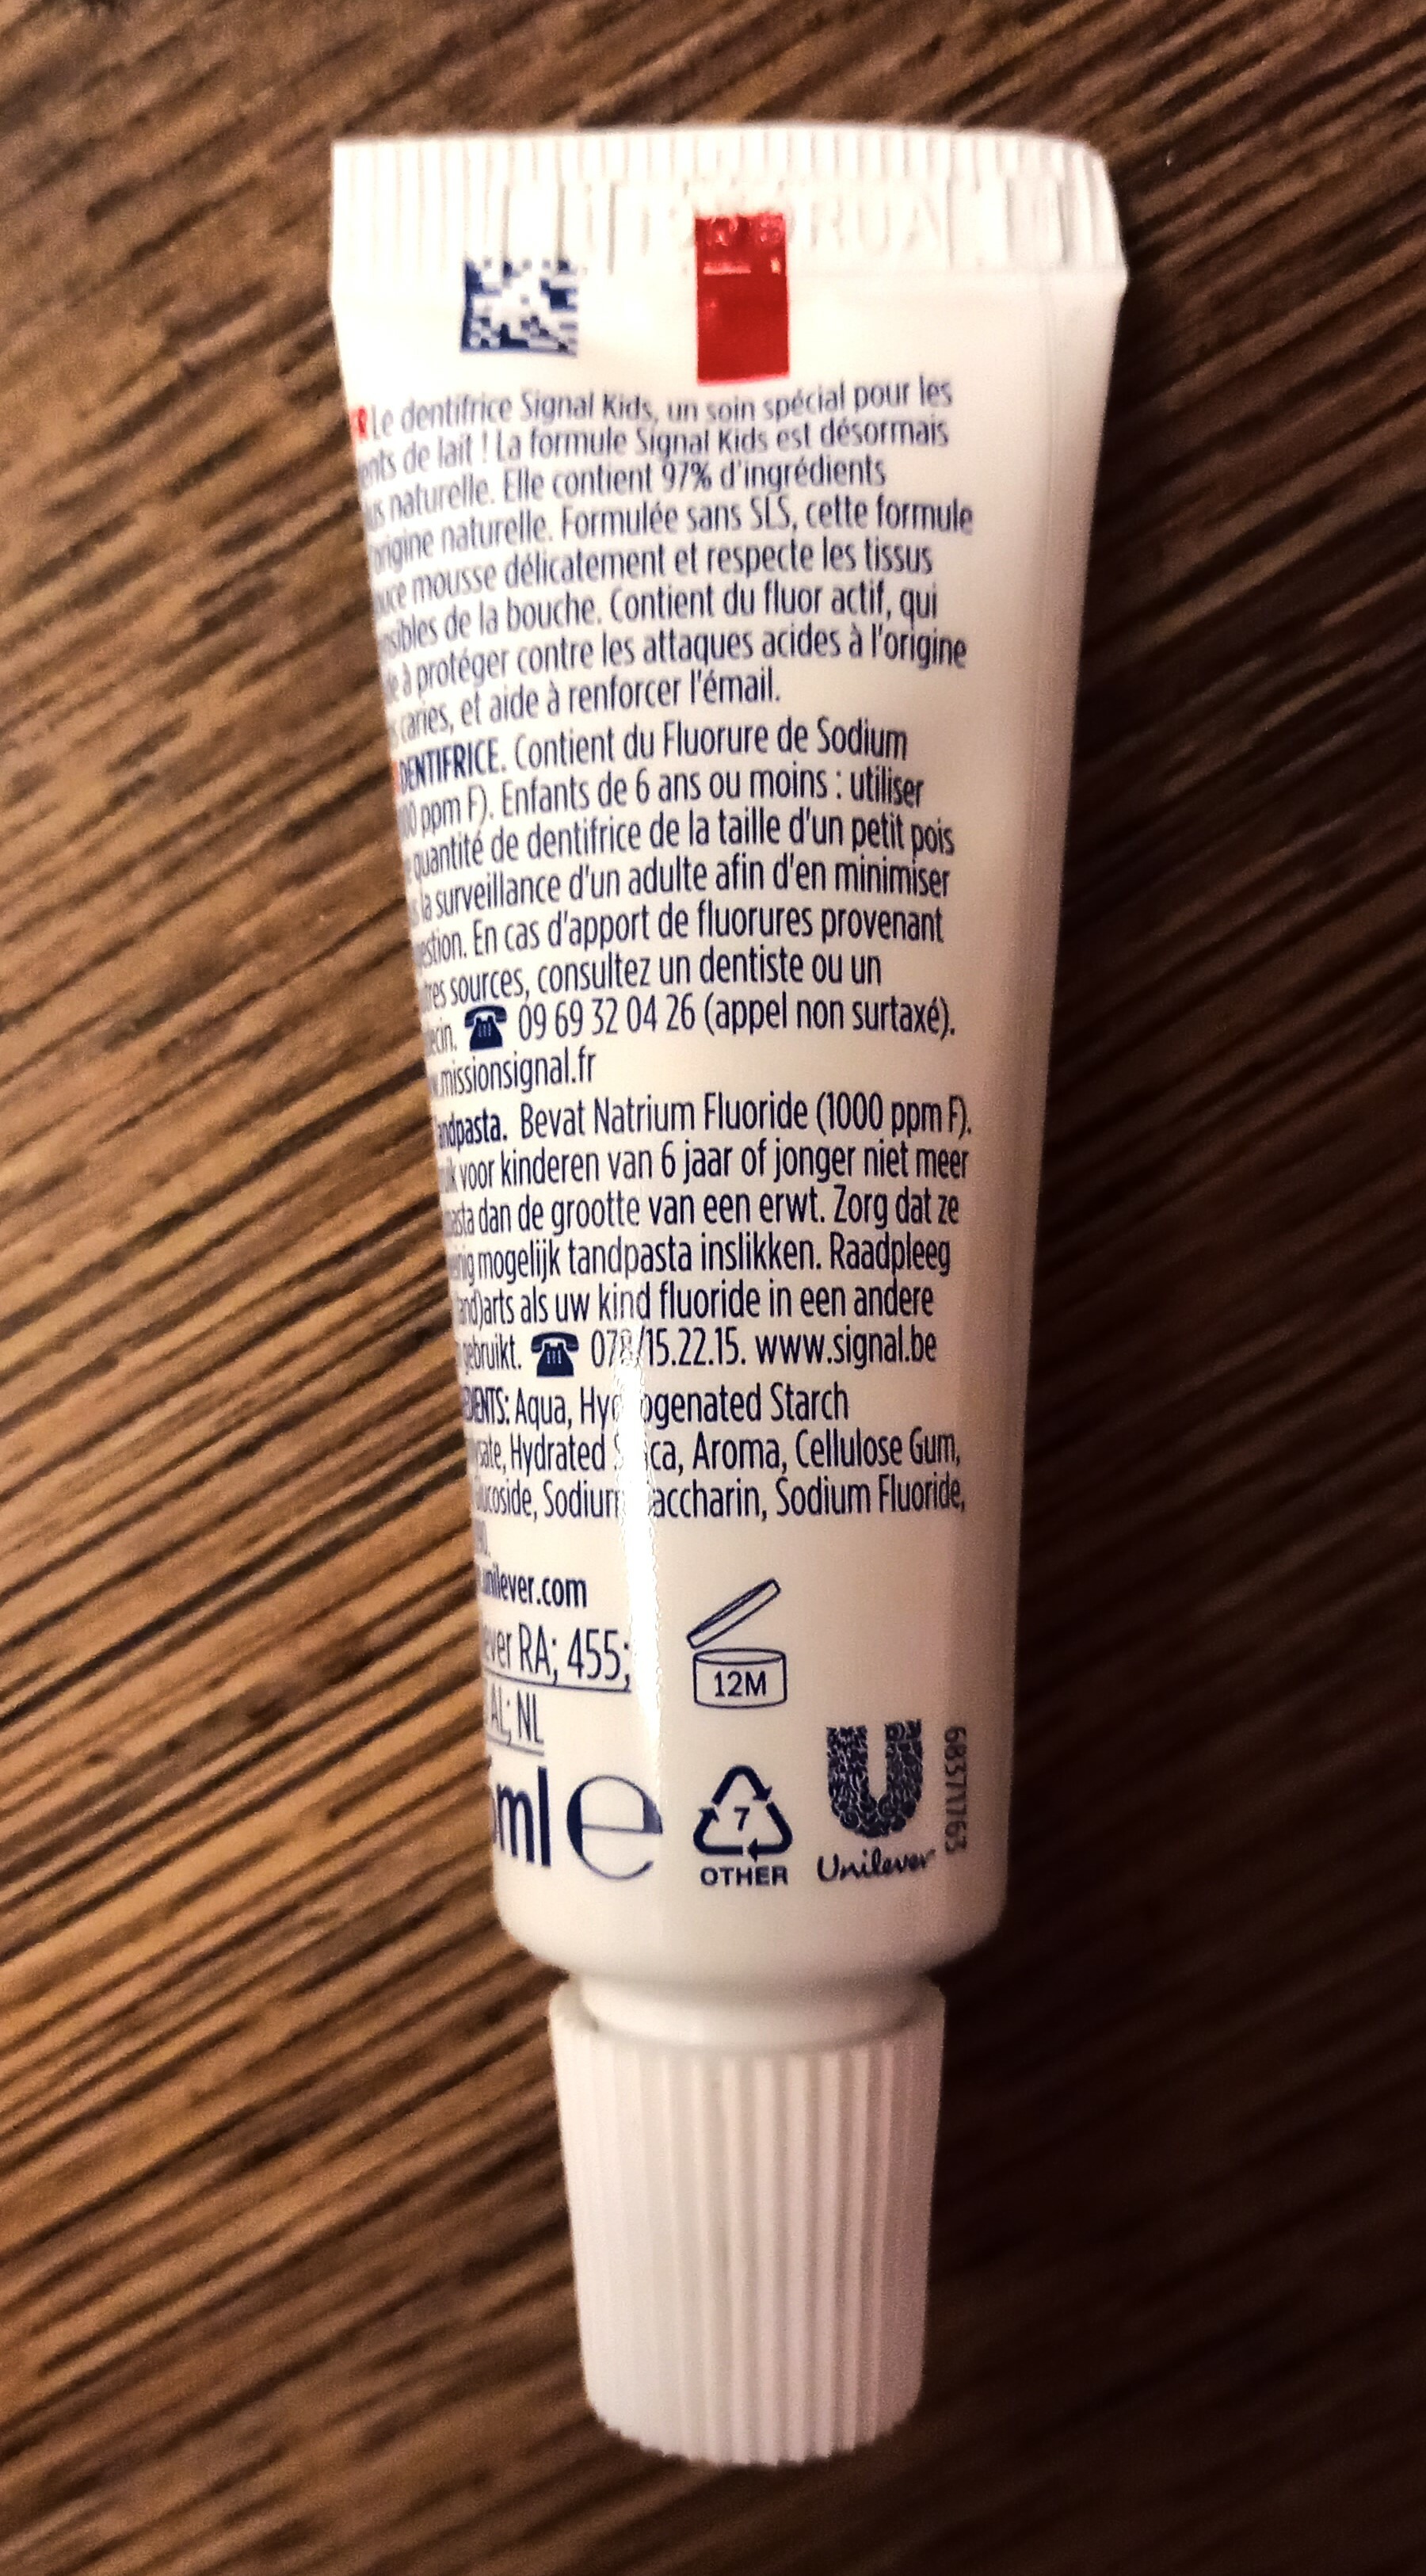 Le dentifrice Signal Kids, un soin spécial pour les
de lait ! La formule Signal Kids est désormais
naturelle. Elle contient 97% d'ingrédients
naturelle. Formulée sans SLS, cette formule
mousse délicatement et respecte les tissus
de la bouche. Contient du fluor actif, qui
à protéger contre les attaques acides à l'origine
caries, et aide à renforcer l'émail.
DENTIFRICE. Contient du Fluorure de Sodium
ppm F). Enfants de 6 ans ou moins : utiliser
quantité de dentifrice de la taille d'un petit pois
la surveillance d'un adulte afin d'en minimiser
En cas d'apport de fluorures provenant
sources, consultez un dentiste ou un
09 69 32 04 26 (appel non surtaxé).
missionsignal.fr
Bevat Natrium Fluoride (1000 ppm F).
voor kinderen van 6 jaar of jonger niet meer
dan de grootte van een erwt. Zorg dat ze
mogelijk tandpasta inslikken. Raadpleeg
arts als uw kind fluoride in een andere
gebruikt. 078/15.22.15. www.signal.be
Aqua, Hydrogenated Starch
Hydrated Silica, Aroma, Cellulose Gum,
Sodium Saccharin, Sodium Fluoride,
unilever.com
RA; 455;
AL; NL
ml e
12M
7
OTHER
Unilever
68371763